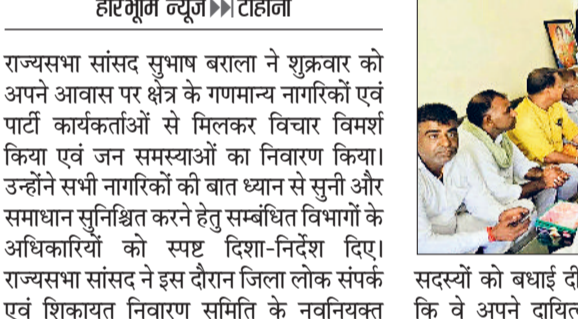 हरिभूमि न्यूज ▶▶| टोहाना
राज्यसभा सांसद सुभाष बराला ने शुक्रवार को
अपने आवास पर क्षेत्र के गणमान्य नागरिकों एवं
पार्टी कार्यकर्ताओं से मिलकर विचार विमर्श
किया एवं जन समस्याओं का निवारण किया।
उन्होंने सभी नागरिकों की बात ध्यान से सुनी और
समाधान सुनिश्चित करने हेतु सम्बंधित विभागों के
अधिकारियों को स्पष्ट दिशा-निर्देश दिए।
राज्यसभा सांसद ने इस दौरान जिला लोक संपर्क
एवं शिकायत निवारण समिति के नवनियुक्त
सदस्यों को बधाई दी
कि वे अपने